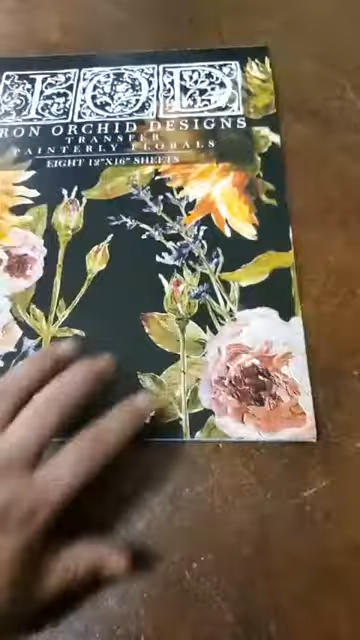 IOD
RON ORCHID DESIGNS
TRANSFER
PAINTERLY FLORALS
EIGHT 12"X16" SHEETS